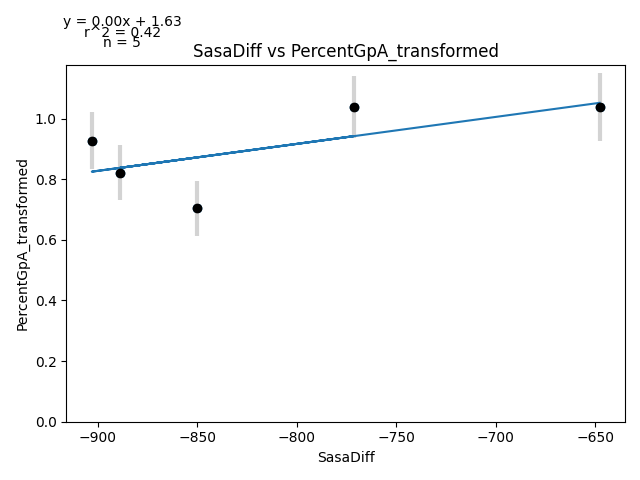 y = 0.00x + 1.63
r^2 = 0.42
n = 5
SasaDiff vs PercentGpA_transformed
PercentGpA_transformed
1.0
0.8
0.6
0.4
0.2
0.0
−900
−850
−800
−750
−700
−650
SasaDiff